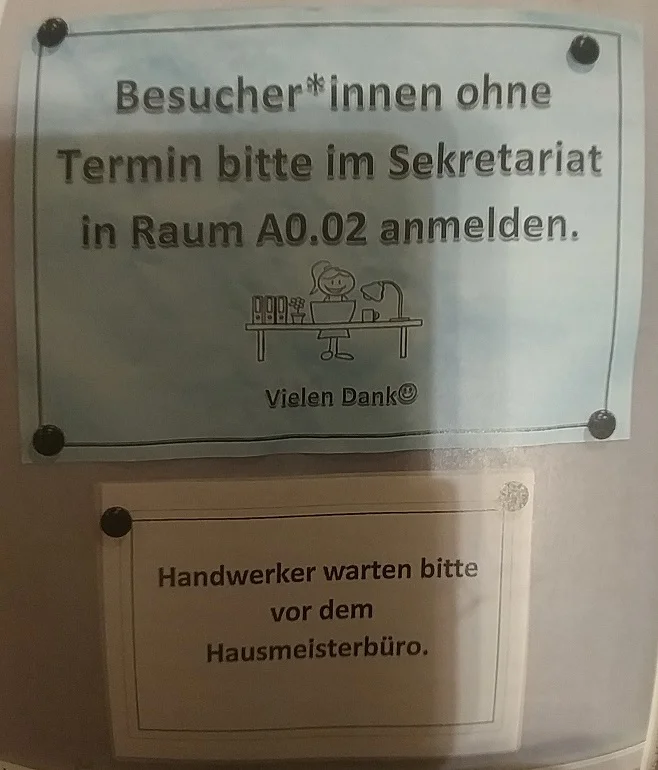 Besucher*innen ohne
Termin bitte im Sekretariat
in Raum A0.02 anmelden.
Vielen Dank☺
Handwerker warten bitte
vor dem
Hausmeisterbüro.